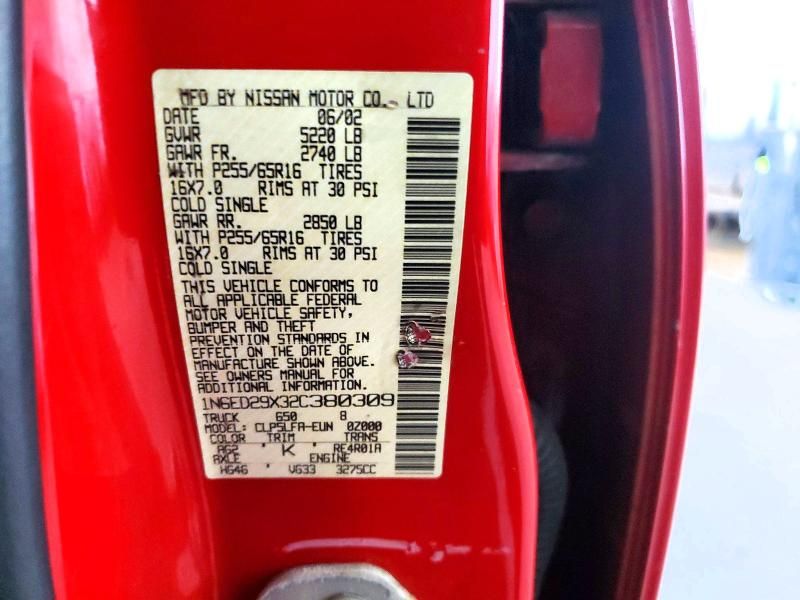 MFD BY NISSAN MOTOR CO., LTD
DATE 06/02
GVWR 5220 LB
GAWR FR. 2740 LB
WITH P255/65R16 TIRES
16X7.0 RIMS AT 30 PSI
COLD SINGLE
GAWR RR. 2850 LB
WITH P255/65R16 TIRES
16X7.0 RIMS AT 30 PSI
COLD SINGLE
THIS VEHICLE CONFORMS TO
ALL APPLICABLE FEDERAL
MOTOR VEHICLE SAFETY,
BUMPER AND THEFT
PREVENTION STANDARDS IN
EFFECT ON THE DATE OF
MANUFACTURE SHOWN ABOVE.
SEE OWNERS MANUAL FOR
ADDITIONAL INFORMATION
1N6ED29X32C380309
TRUCK 650 8
MODEL: CLP5LFA-EUN 0Z000
COLOR TRIM TRANS
AG2 K RE4R01A
AXLE ENGINE
HG46 VG33 3275CC